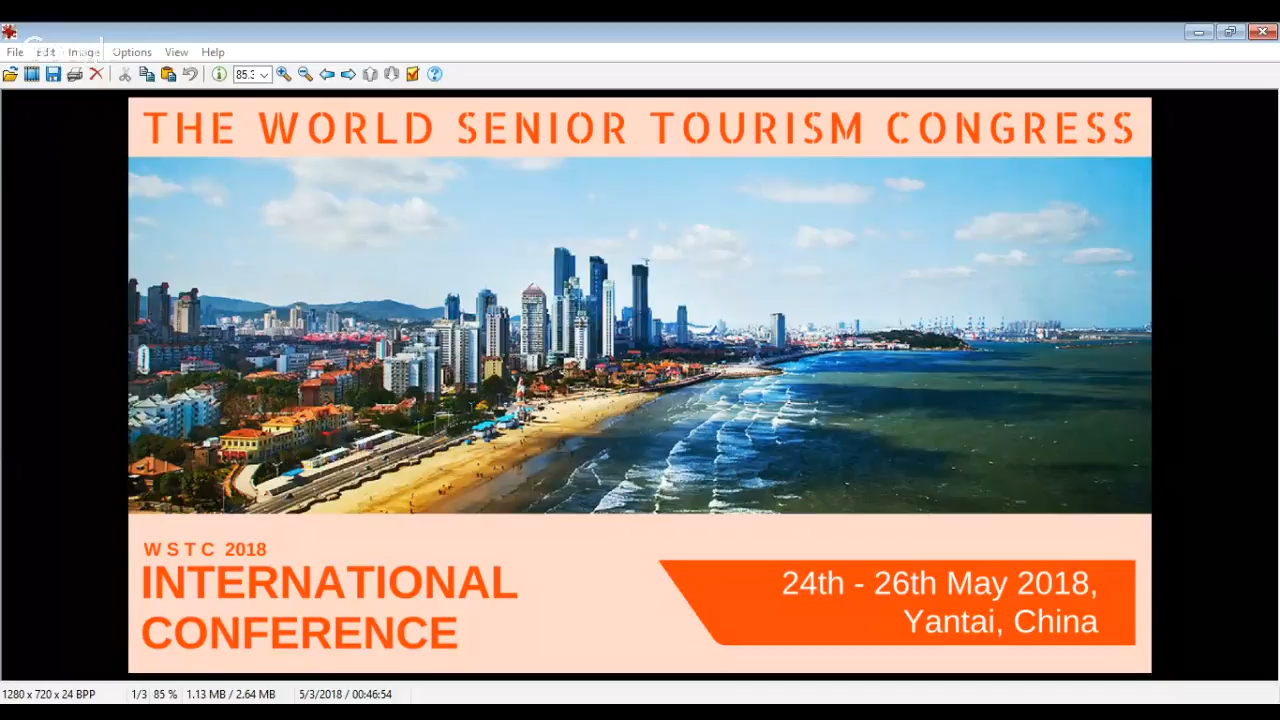 File Edit Image Options View Help
85.3
THE WORLD SENIOR TOURISM CONGRESS
WSTC 2018
INTERNATIONAL
CONFERENCE
24th - 26th May 2018,
Yantai, China
1280 x 720 x 24 BPP 1/3 85 % 1.13 MB / 2.64 MB 5/3/2018 / 00:46:54